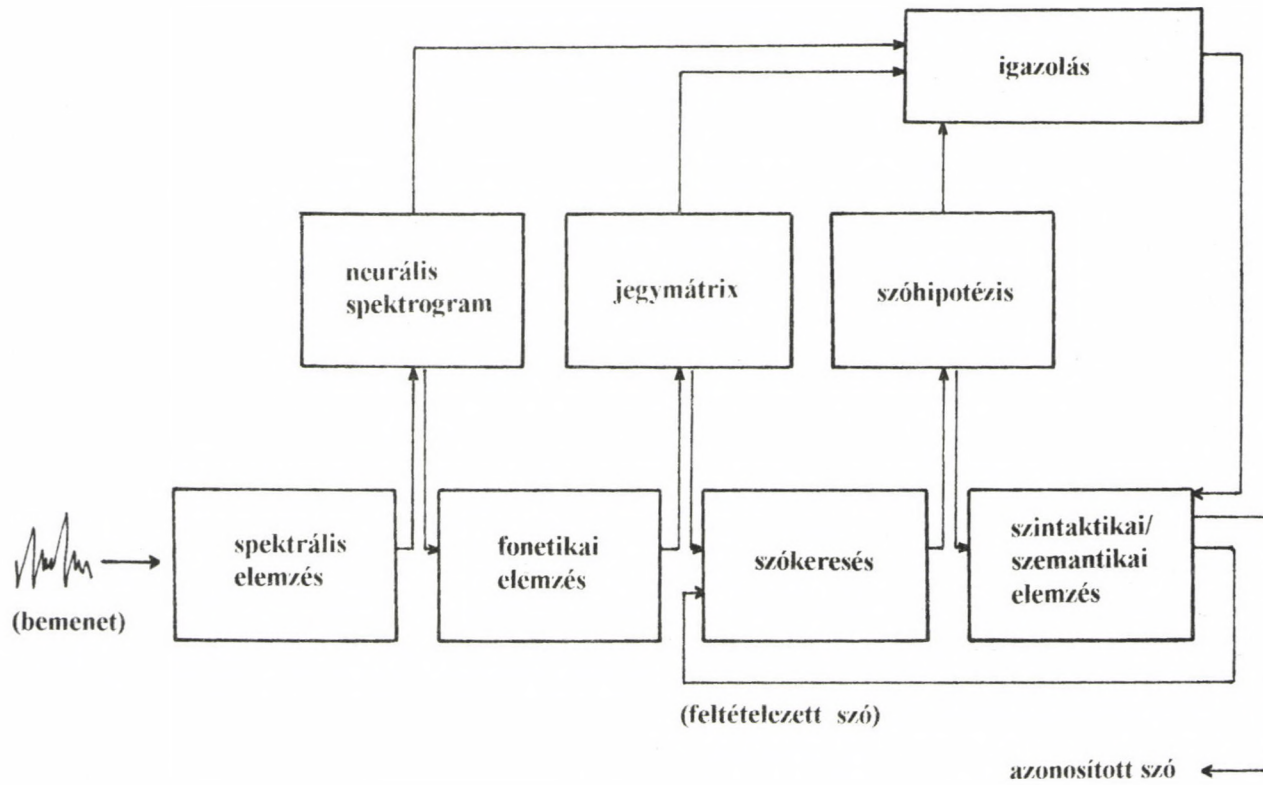 igazolás
neurális
spektrogram
jegymátrix
szóhipotézis
spektrális
elemzés
fonetikai
elemzés
szókeresés
szintaktikai/
szemantikai
elemzés
(bemenet)
(feltételezett szó)
azonosított szó